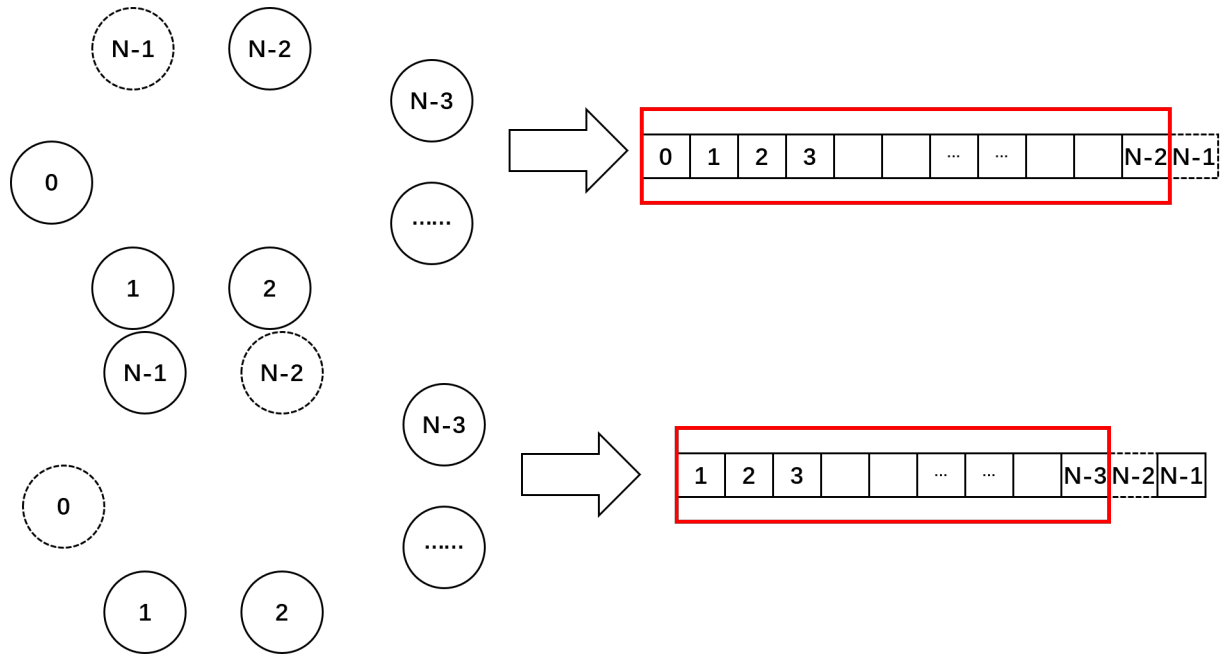 N-1
N-2
N-3
0
……
1
2
0 1 2 3 ... ... N-2 N-1
N-1
N-2
N-3
0
……
1
2
1 2 3 ... ... N-3 N-2 N-1